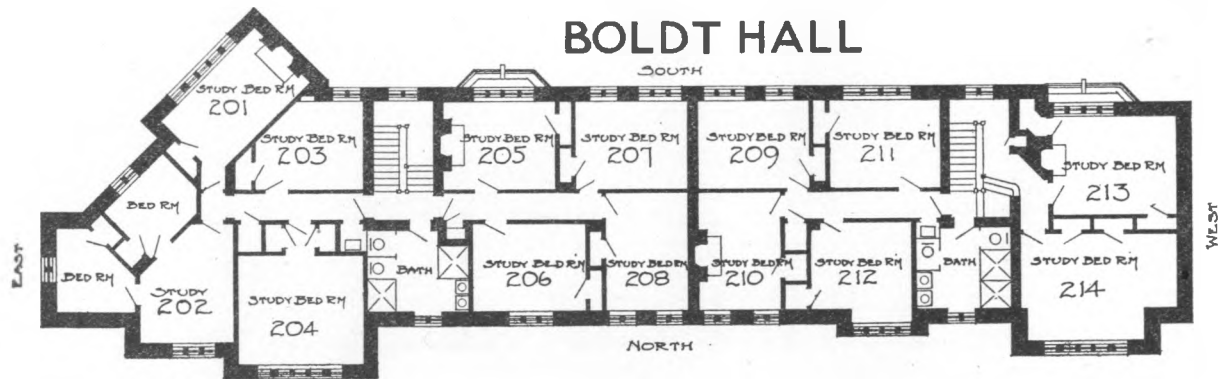 BOLDT HALL
SOUTH
STUDY BED RM
201
STUDY BED RM
203
STUDY BED RM
205
STUDY BED RM
207
STUDY BED RM
209
STUDY BED RM
211
STUDY BED RM
213
BED RM
BED RM
STUDY
202
STUDY BED RM
204
BATH
STUDY BED RM
206
STUDY BED RM
208
STUDY BED RM
210
STUDY BED RM
212
BATH
STUDY BED RM
214
EAST
WEST
NORTH